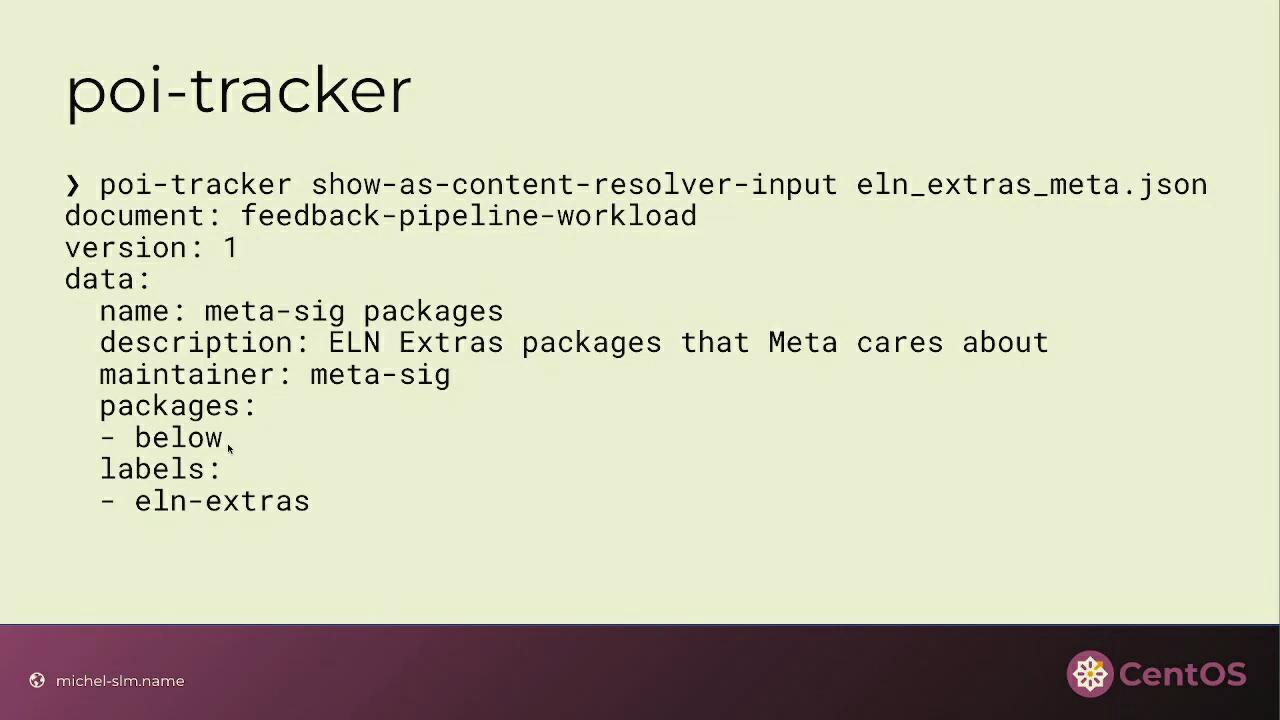 poi-tracker
❯ poi-tracker show-as-content-resolver-input eln_extras_meta.json
document: feedback-pipeline-workload
version: 1
data:
  name: meta-sig packages
  description: ELN Extras packages that Meta cares about
  maintainer: meta-sig
  packages:
  - below
  labels:
  - eln-extras
michel-slm.name
CentOS